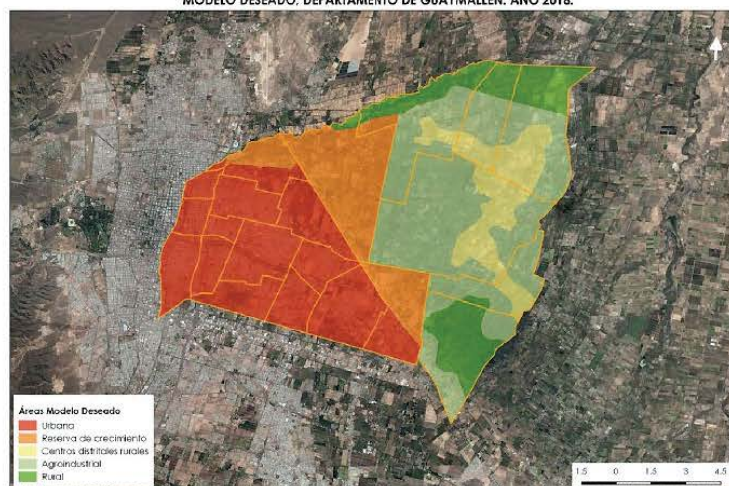 MODELO DESEADO, DEPARTAMENTO DE GUAYMALLÉN. AÑO 2018.
Áreas Modelo Deseado
Urbana
Reserva de crecimiento
Centros distritales rurales
Agroindustrial
Rural
1.5 0 1.5 3 4.5